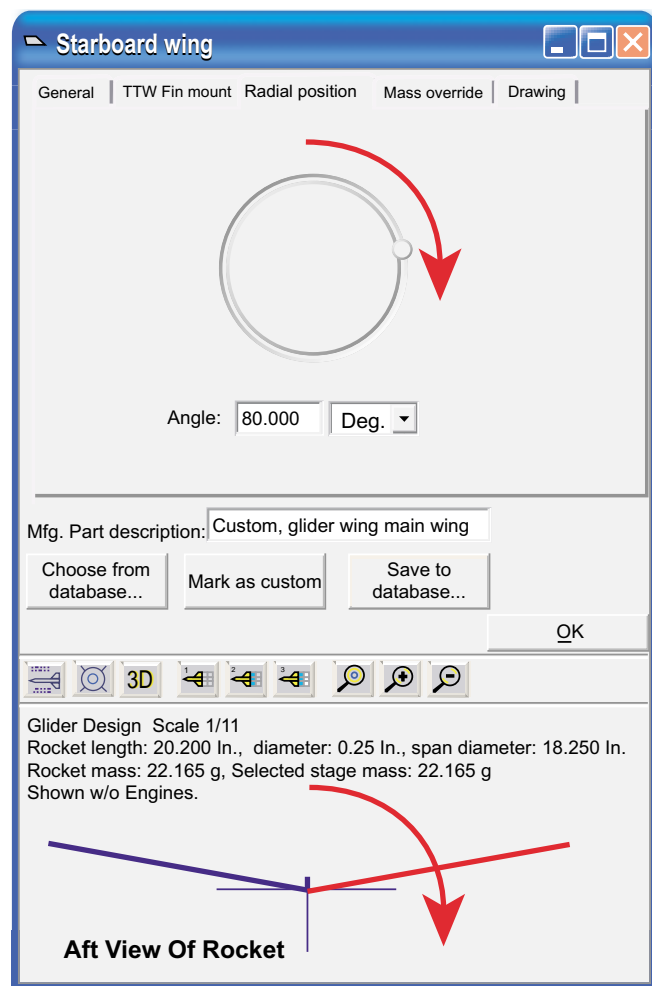 Starboard wing
General TTW Fin mount Radial position Mass override Drawing
Angle: 80.000 Deg.
Mfg. Part description: Custom, glider wing main wing
Choose from database...
Mark as custom
Save to database...
OK
3D 1 2 3
Glider Design Scale 1/11
Rocket length: 20.200 In., diameter: 0.25 In., span diameter: 18.250 In.
Rocket mass: 22.165 g, Selected stage mass: 22.165 g
Shown w/o Engines.
Aft View Of Rocket